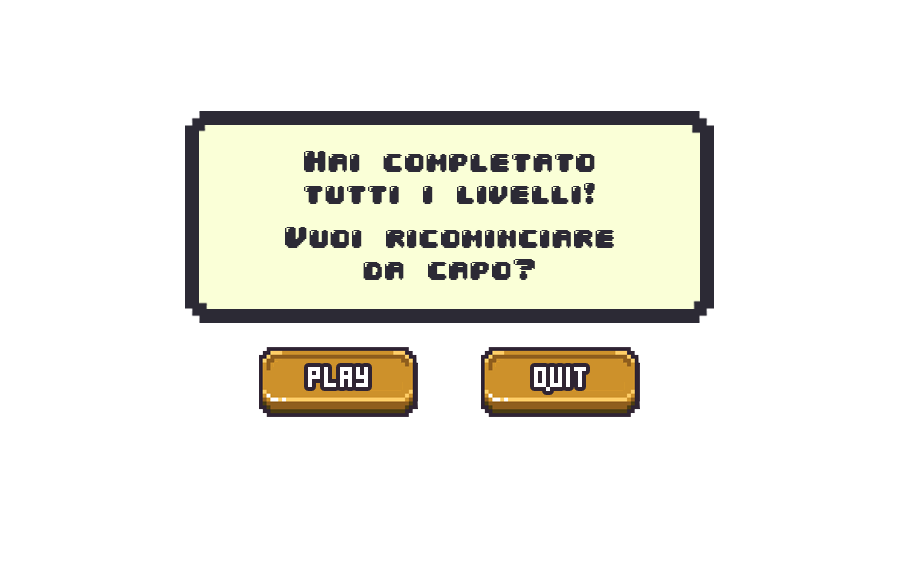 Hai completato
tutti i livelli!
Vuoi ricominciare
da capo?
PLAY
QUIT